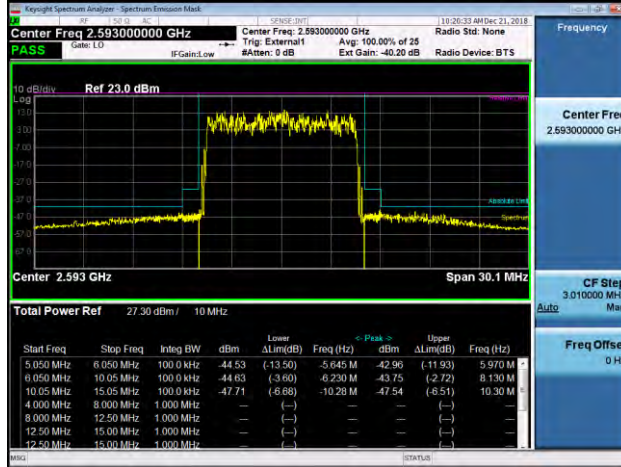 Keysight Spectrum Analyzer - Spectrum Emission Mask
RF 50 Ω AC SENSE:INT 10:20:33 AM Dec 21, 2018
Center Freq 2.593000000 GHz Center Freq: 2.593000000 GHz Radio Std: None
PASS Gate: LO Trig: External1 Avg: 100.00% of 25
IFGain:Low #Atten: 0 dB Ext Gain: -40.20 dB Radio Device: BTS
Frequency
10 dB/div Ref 23.0 dBm
Log
13.0
3.00
-7.00
-17.0
-27.0
-37.0
-47.0
-57.0
-67.0
Absolute Limit
Spectrum
Center 2.593 GHz Span 30.1 MHz
Center Freq
2.593000000 GH
CF Step
3.010000 MH
Auto Ma
Freq Offse
0 H
Total Power Ref 27.30 dBm / 10 MHz
Lower <- Peak -> Upper
Start Freq Stop Freq Integ BW dBm ΔLim(dB) Freq (Hz) dBm ΔLim(dB) Freq (Hz)
5.050 MHz 6.050 MHz 100.0 kHz -44.53 (-13.50) -5.645 M -42.96 (-11.93) 5.970 M
6.050 MHz 10.05 MHz 100.0 kHz -44.63 (-3.60) -6.230 M -43.75 (-2.72) 8.130 M
10.05 MHz 15.05 MHz 100.0 kHz -47.71 (-6.68) -10.28 M -47.54 (-6.51) 10.30 M
4.000 MHz 8.000 MHz 1.000 MHz — (—) — — (—) —
8.000 MHz 12.50 MHz 1.000 MHz — (—) — — (—) —
12.50 MHz 15.00 MHz 1.000 MHz — (—) — — (—) —
12.50 MHz 15.00 MHz 1.000 MHz — (—) — — (—) —
MSG STATUS